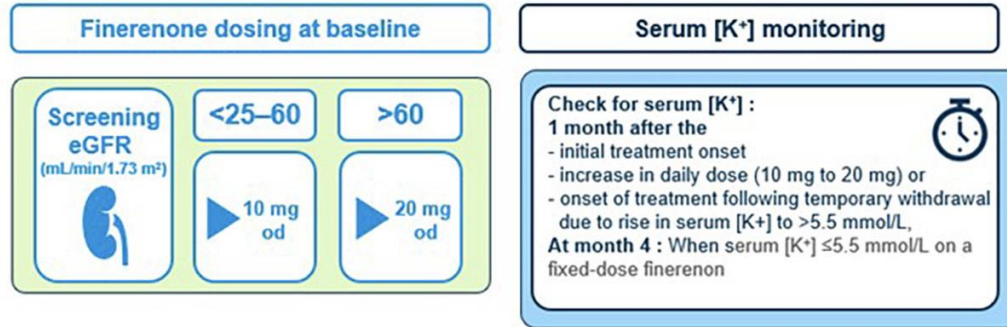 Finerenone dosing at baseline
Screening
eGFR
(mL/min/1.73 m²)
<25–60
>60
10 mg
od
20 mg
od
Serum [K⁺] monitoring
Check for serum [K⁺] :
1 month after the
- initial treatment onset
- increase in daily dose (10 mg to 20 mg) or
- onset of treatment following temporary withdrawal
due to rise in serum [K+] to >5.5 mmol/L,
At month 4 : When serum [K⁺] ≤5.5 mmol/L on a
fixed-dose finerenon